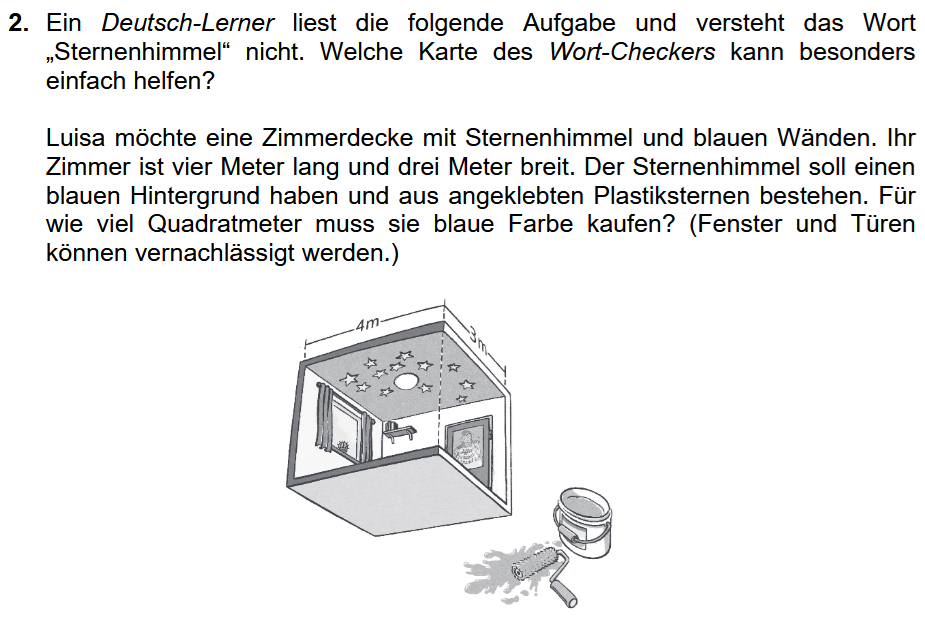 2. Ein Deutsch-Lerner liest die folgende Aufgabe und versteht das Wort
„Sternenhimmel“ nicht. Welche Karte des Wort-Checkers kann besonders
einfach helfen?
Luisa möchte eine Zimmerdecke mit Sternenhimmel und blauen Wänden. Ihr
Zimmer ist vier Meter lang und drei Meter breit. Der Sternenhimmel soll einen
blauen Hintergrund haben und aus angeklebten Plastiksternen bestehen. Für
wie viel Quadratmeter muss sie blaue Farbe kaufen? (Fenster und Türen
können vernachlässigt werden.)
4m
3m